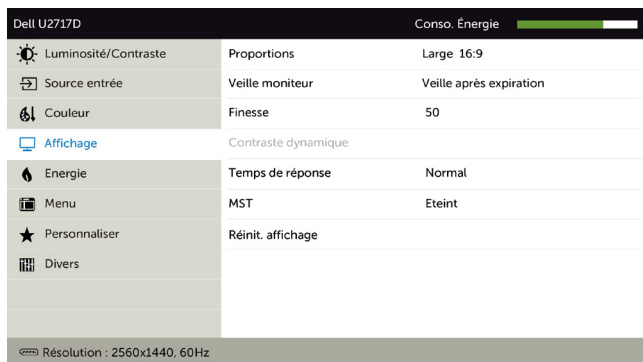 Dell U2717D Conso. Énergie
Luminosité/Contraste Proportions Large 16:9
Source entrée Veille moniteur Veille après expiration
Couleur Finesse 50
Affichage Contraste dynamique
Energie Temps de réponse Normal
Menu MST Eteint
Personnaliser Réinit. affichage
Divers
Résolution : 2560x1440, 60Hz